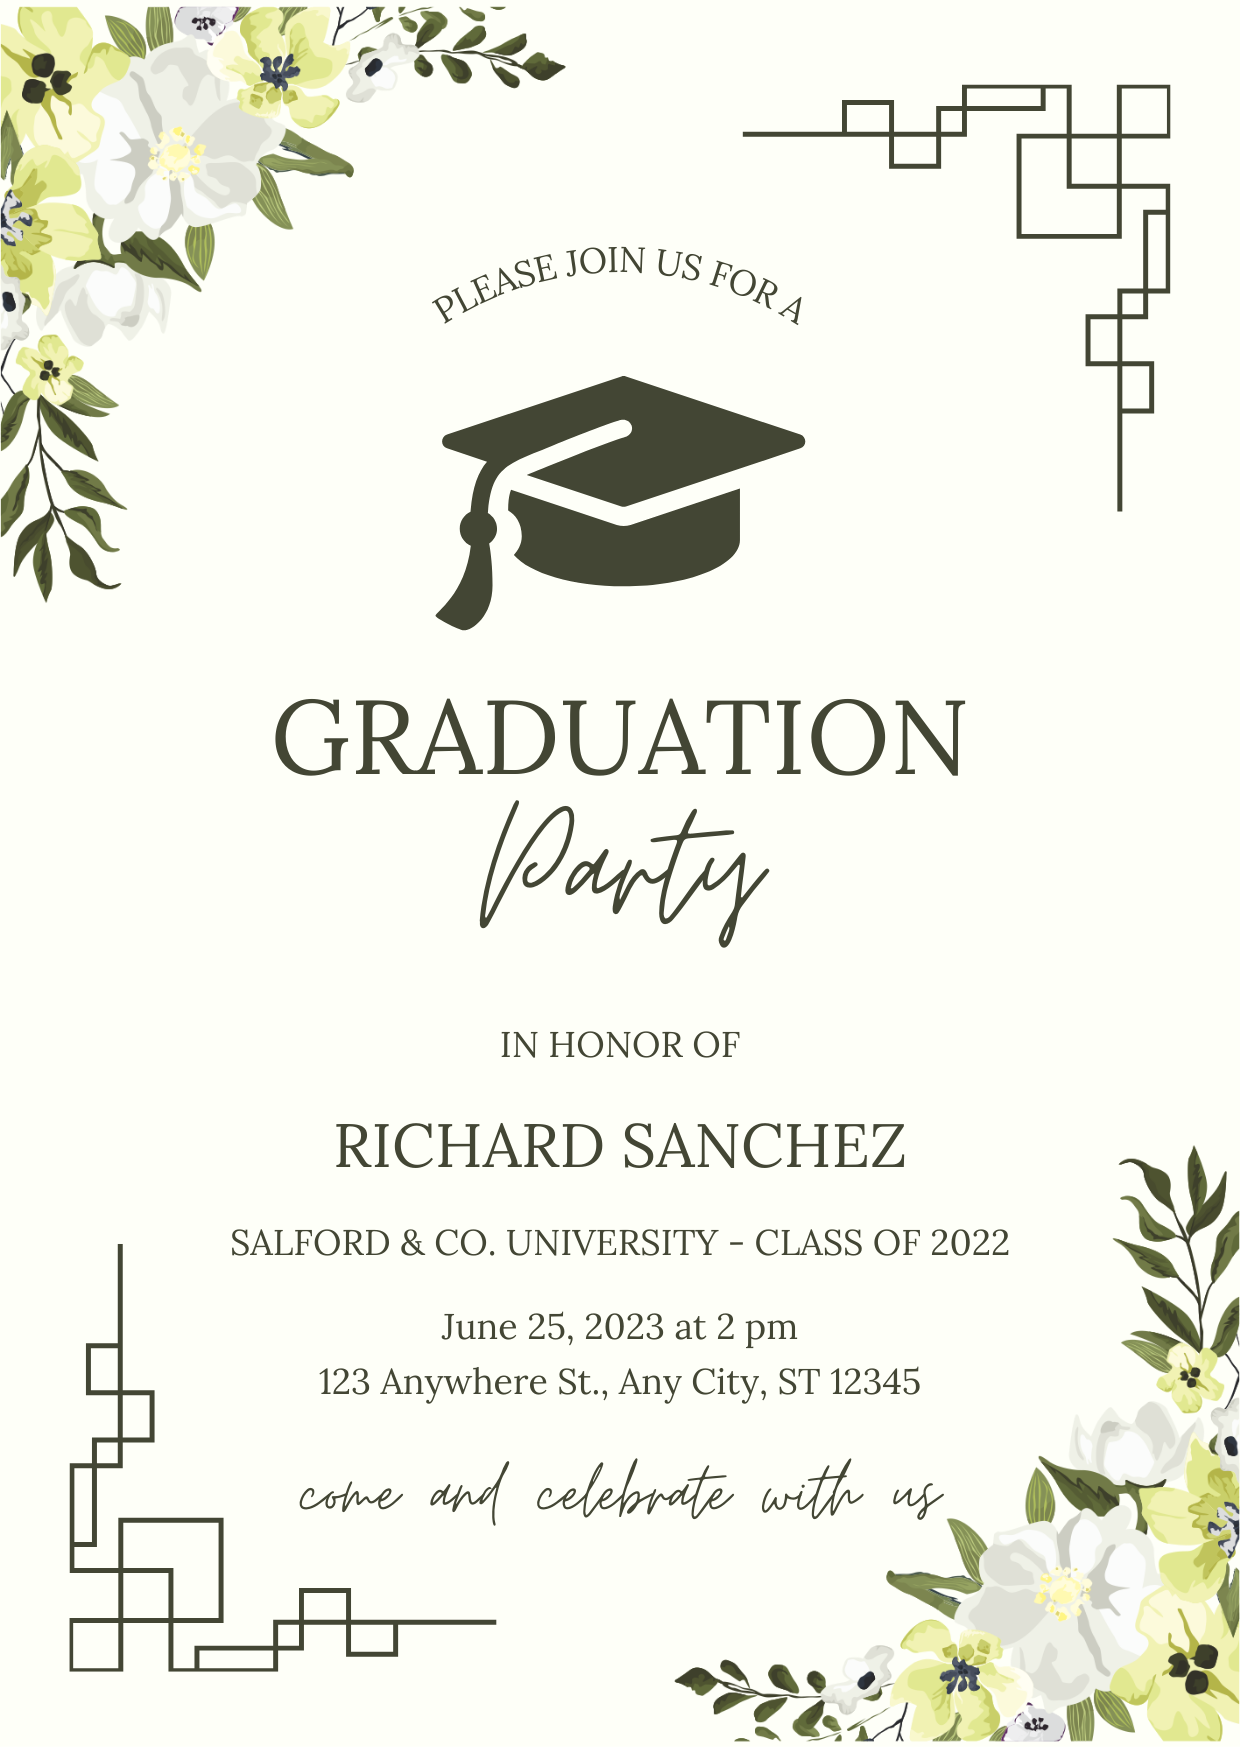 PLEASE JOIN US FOR A
GRADUATION
Party
IN HONOR OF
RICHARD SANCHEZ
SALFORD & CO. UNIVERSITY - CLASS OF 2022
June 25, 2023 at 2 pm
123 Anywhere St., Any City, ST 12345
come and celebrate with us